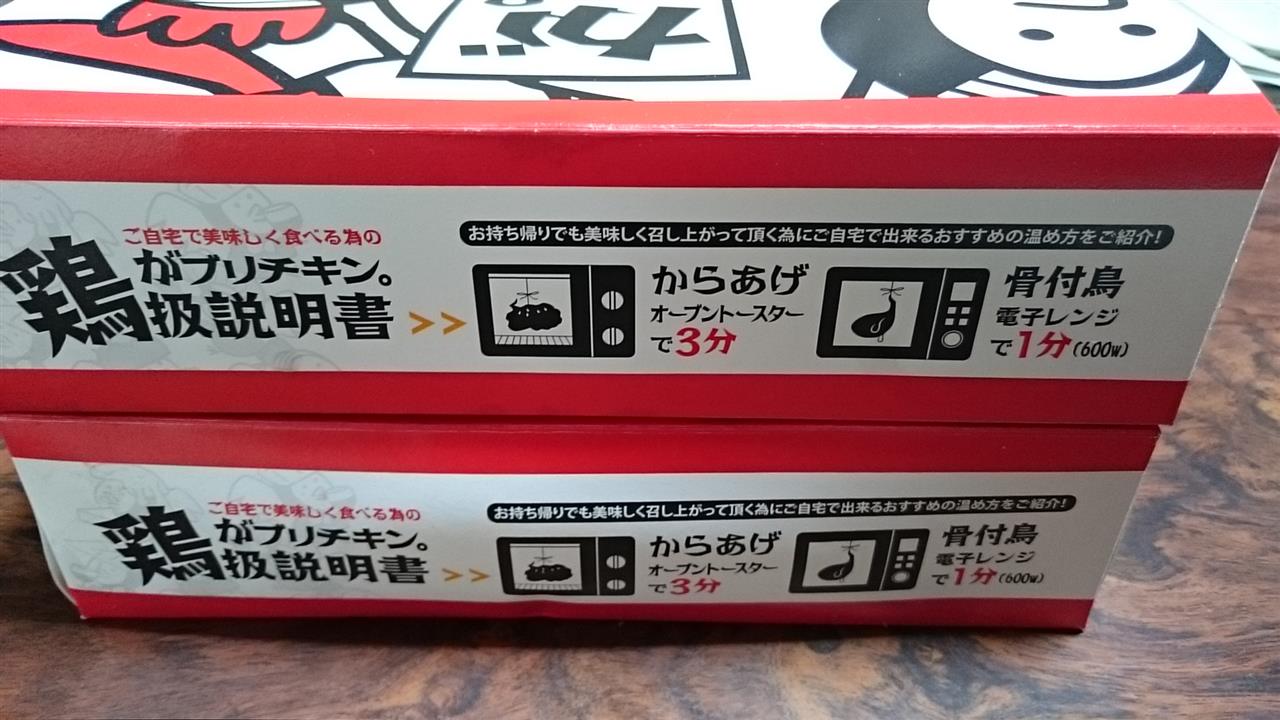 が。
ご自宅で美味しく食べる為の
鶏
がブリチキン。
扱説明書
>>
お持ち帰りでも美味しく召し上がって頂く為にご自宅で出来るおすすめの温め方をご紹介!
からあげ
オーブントースター
で3分
骨付鳥
電子レンジ
で1分(600w)
ご自宅で美味しく食べる為の
鶏
がブリチキン。
扱説明書
>>
お持ち帰りでも美味しく召し上がって頂く為にご自宅で出来るおすすめの温め方をご紹介!
からあげ
オーブントースター
で3分
骨付鳥
電子レンジ
で1分(600w)